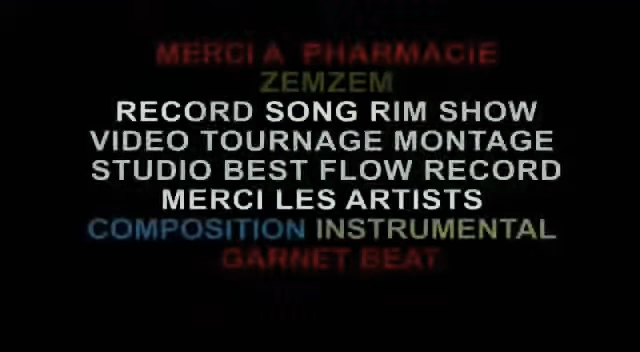 MERCI A PHARMACIE
ZEMZEM
RECORD SONG RIM SHOW
VIDEO TOURNAGE MONTAGE
STUDIO BEST FLOW RECORD
MERCI LES ARTISTS
COMPOSITION INSTRUMENTAL
GARNET BEAT